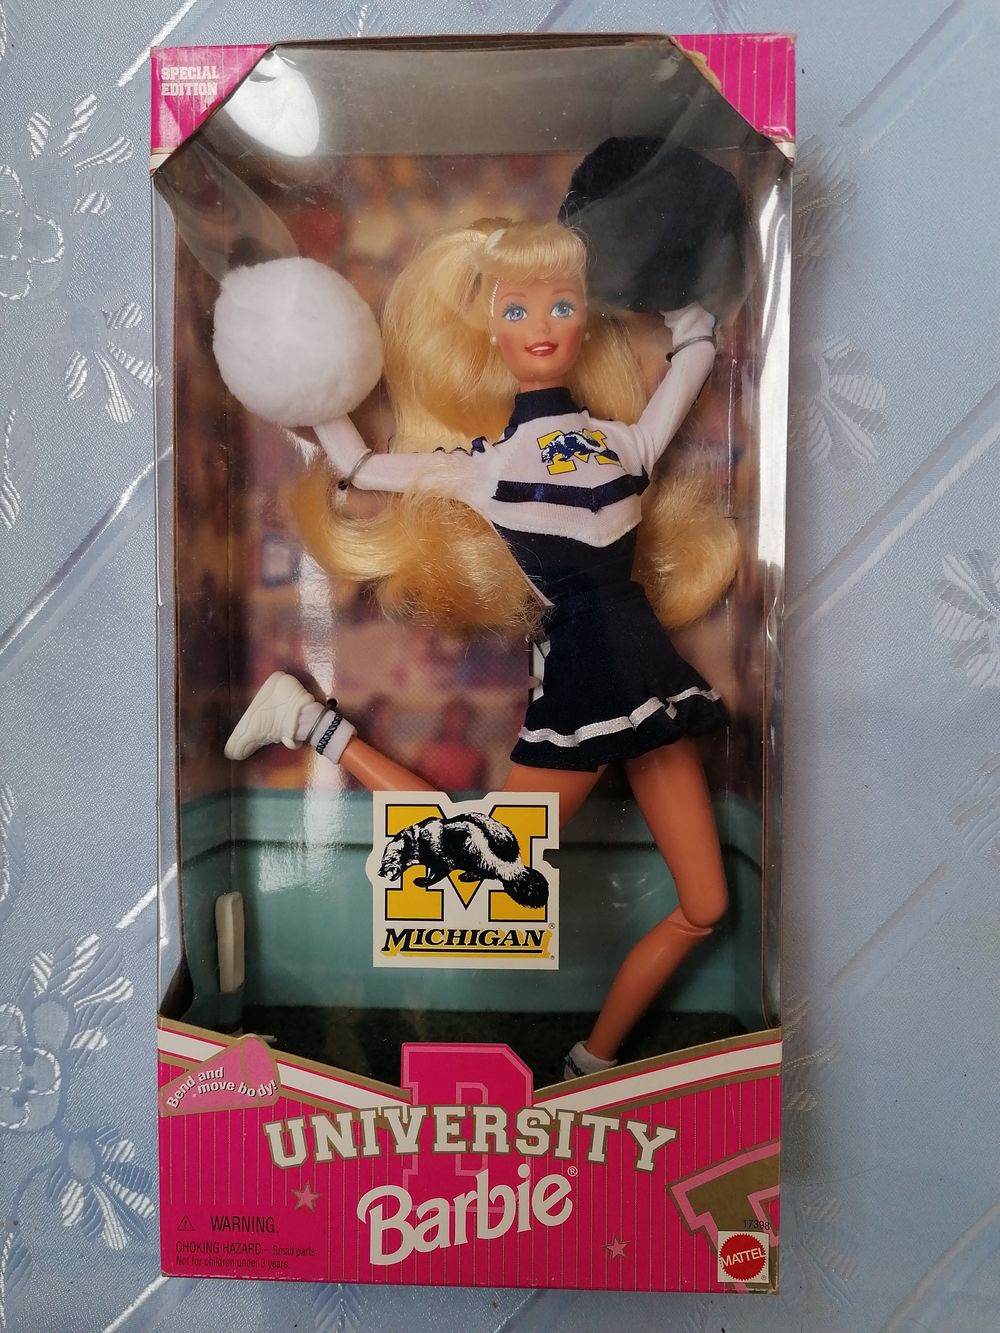 SPECIAL
EDITION
M
M
MICHIGAN®
Bend and
move body!
B
UNIVERSITY
Barbie®
⚠ WARNING:
CHOKING HAZARD – Small parts.
Not for children under 3 years.
17398
MATTEL
®